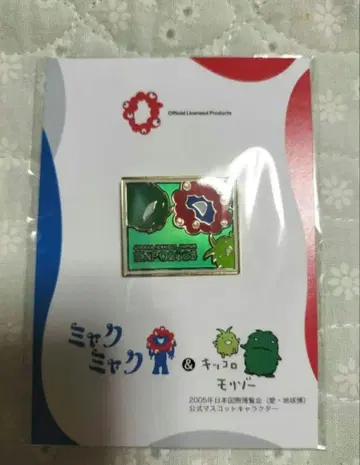 Official Licensed Products
ミャク
ミャク
&
キッコロ
モリゾー
2005年日本国際博覧会（愛・地球博）
公式マスコットキャラクター